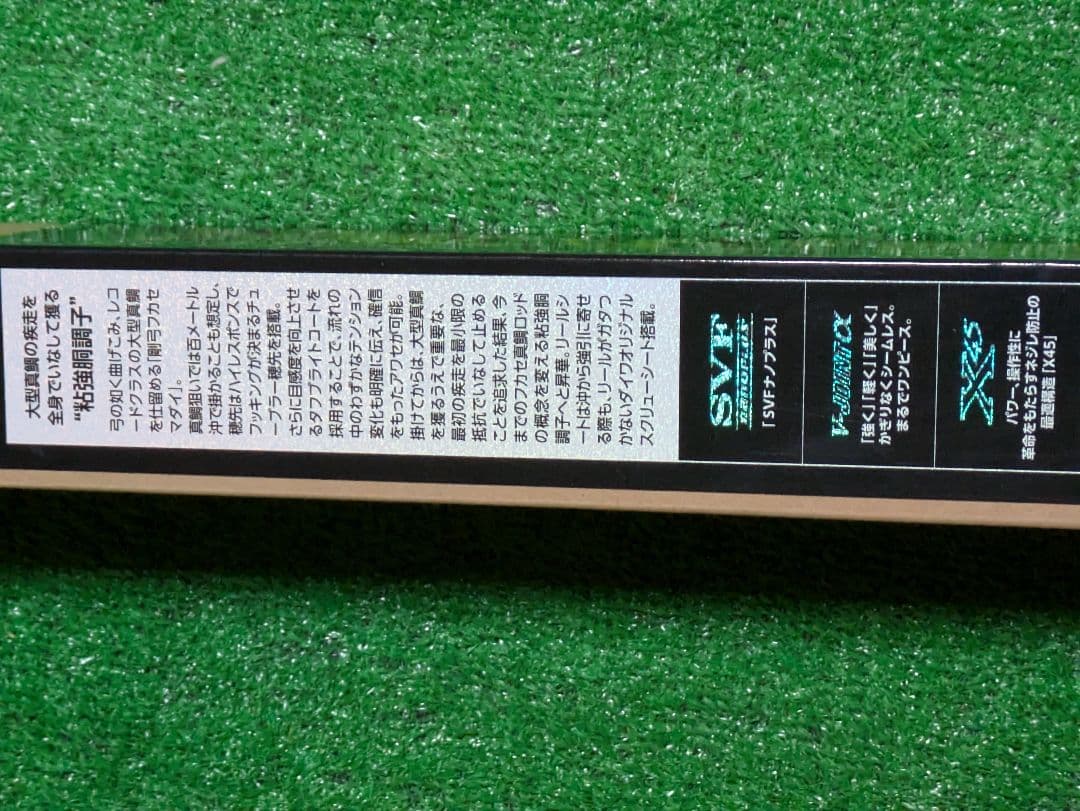 大型真鯛の疾走を
全身でいなして獲る
“粘強胴調子”
弓の如く曲げこみ、レコ
ードクラスの大型真鯛
を仕留める「剛弓フカセ
マダイ」。
真鯛狙いでは百メートル
沖で掛かることも想定し、
穂先はハイレスポンスで
フッキングが決まるチュ
ーブラー穂先を搭載。
さらに目感度を向上させ
るタフブライトコートを
採用することで、流れの
中のわずかなテンション
変化も明確に伝え、確信
をもったアワセが可能。
掛けてからは、大型真鯛
を獲るうえで重要な、
最初の疾走を最小限の
抵抗でいなして止める
ことを追求した結果、今
までのフカセ真鯛ロッド
の概念を変える粘強胴
調子へと昇華。リールシ
ートは沖から強引に寄せ
る際も、リールがガタつ
かないダイワオリジナル
スクリューシート搭載。
SVF
NANOPLUS
「SVFナノプラス」
V-JOINT α
「強く」「軽く」「美しく」
かぎりなくシームレス。
まるでワンピース。
X45
パワー、操作性に
革命をもたらすネジレ防止の
最適構造「X45」